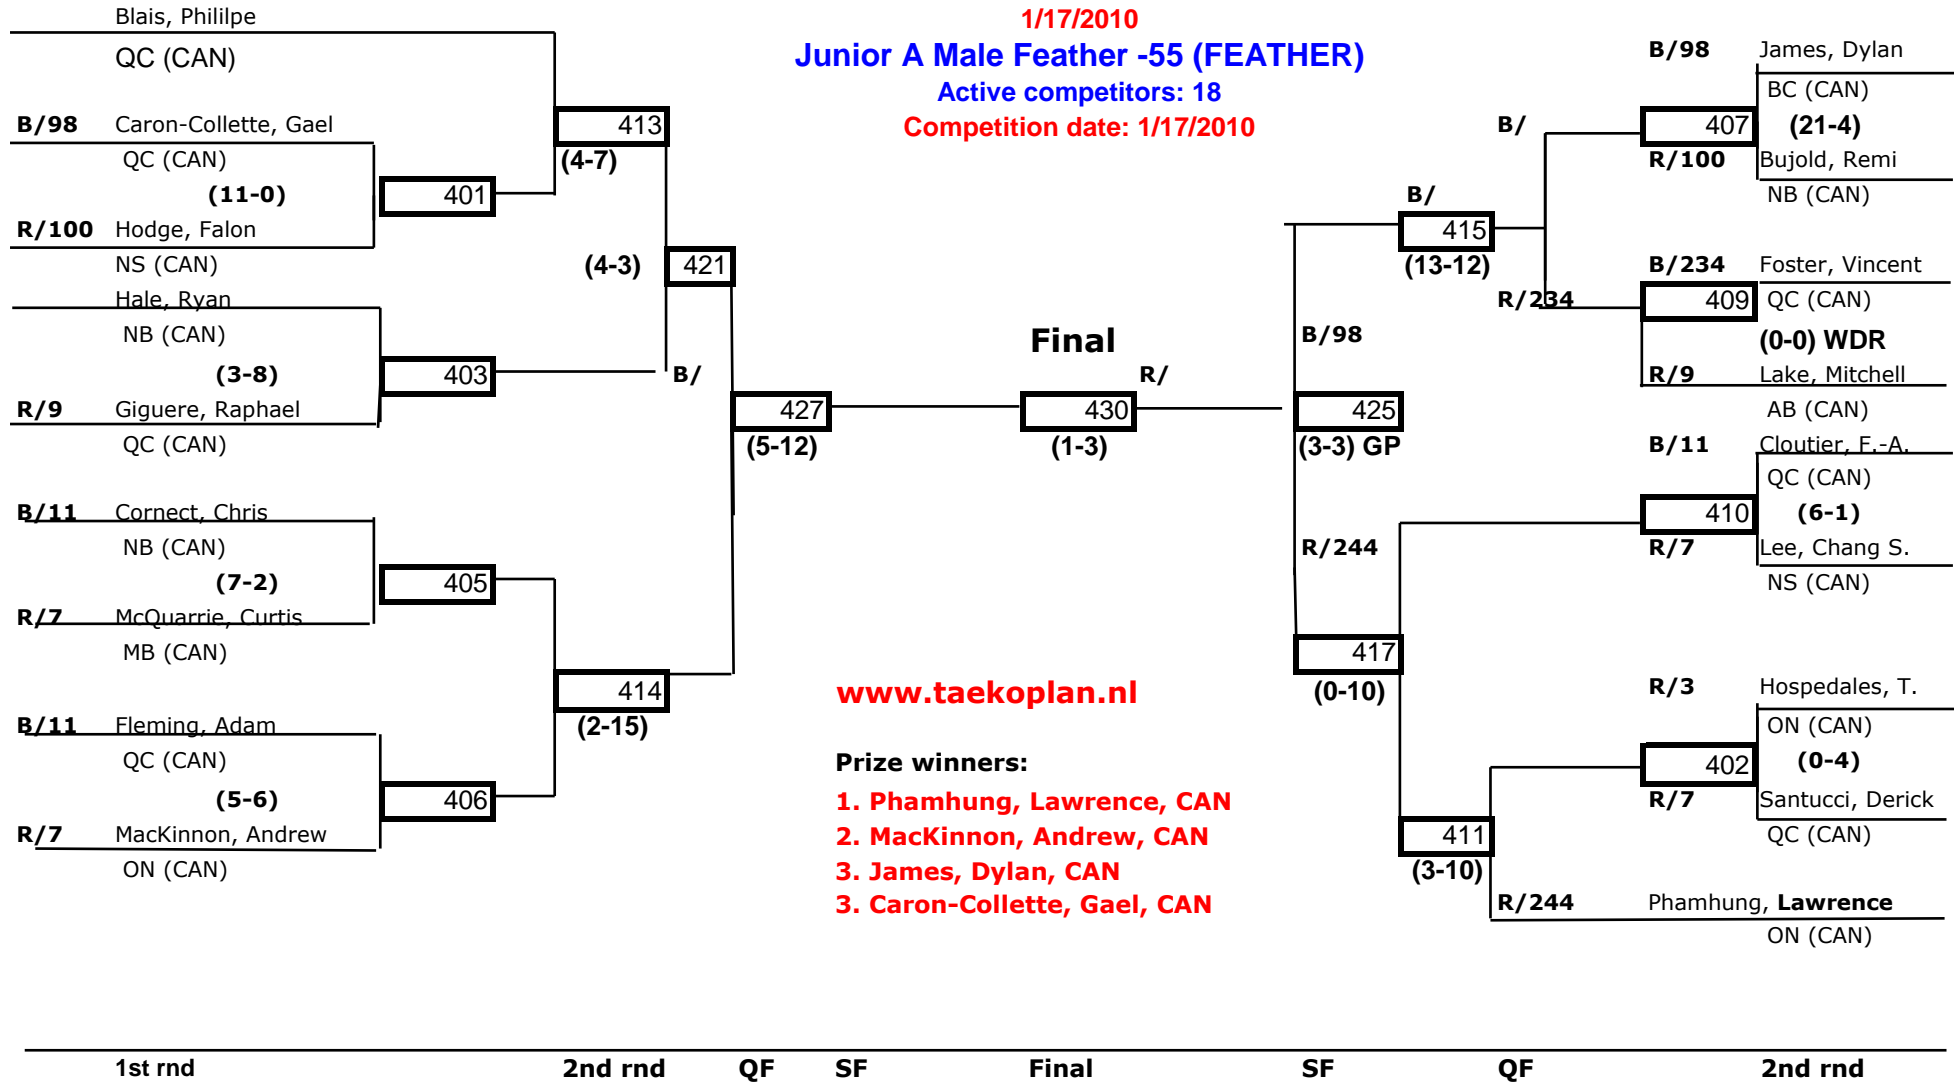 1/17/2010
Junior A Male Feather -55 (FEATHER)
Active competitors: 18
Competition date: 1/17/2010
Blais, Phililpe
QC (CAN)
B/98 Caron-Collette, Gael
QC (CAN)
(11-0)
401
R/100 Hodge, Falon
NS (CAN)
413
(4-7)
Hale, Ryan
NB (CAN)
(3-8)
403
R/9 Giguere, Raphael
QC (CAN)
(4-3) 421
B/
B/11 Cornect, Chris
NB (CAN)
(7-2)
405
R/7 McQuarrie, Curtis
MB (CAN)
414
(2-15)
B/11 Fleming, Adam
QC (CAN)
(5-6)
406
R/7 MacKinnon, Andrew
ON (CAN)
427
(5-12)
Final
R/
430
(1-3)
B/98
425
(3-3) GP
R/244
B/
415
(13-12)
417
(0-10)
B/
R/234
411
(3-10)
R/244 Phamhung, Lawrence
ON (CAN)
B/98 James, Dylan
BC (CAN)
407 (21-4)
R/100 Bujold, Remi
NB (CAN)
B/234 Foster, Vincent
409 QC (CAN)
(0-0) WDR
R/9 Lake, Mitchell
AB (CAN)
B/11 Cloutier, F.-A.
QC (CAN)
410 (6-1)
R/7 Lee, Chang S.
NS (CAN)
R/3 Hospedales, T.
ON (CAN)
402 (0-4)
R/7 Santucci, Derick
QC (CAN)
www.taekoplan.nl
Prize winners:
1. Phamhung, Lawrence, CAN
2. MacKinnon, Andrew, CAN
3. James, Dylan, CAN
3. Caron-Collette, Gael, CAN
1st rnd 2nd rnd QF SF Final SF QF 2nd rnd